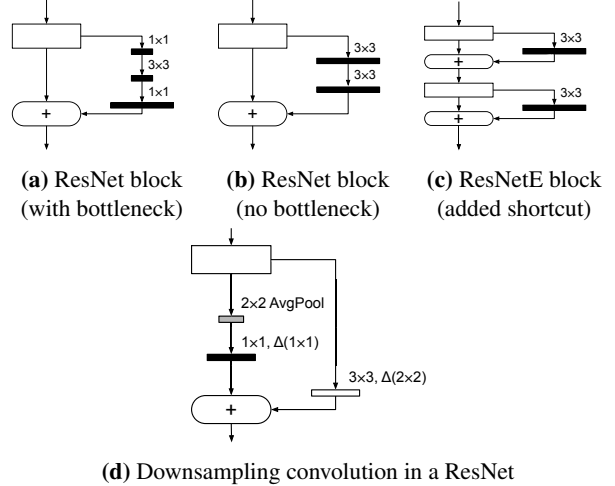 1×1
3×3
1×1
+
(a) ResNet block
(with bottleneck)
3×3
3×3
+
(b) ResNet block
(no bottleneck)
3×3
+
3×3
+
(c) ResNetE block
(added shortcut)
2×2 AvgPool
1×1, Δ(1×1)
3×3, Δ(2×2)
+
(d) Downsampling convolution in a ResNet